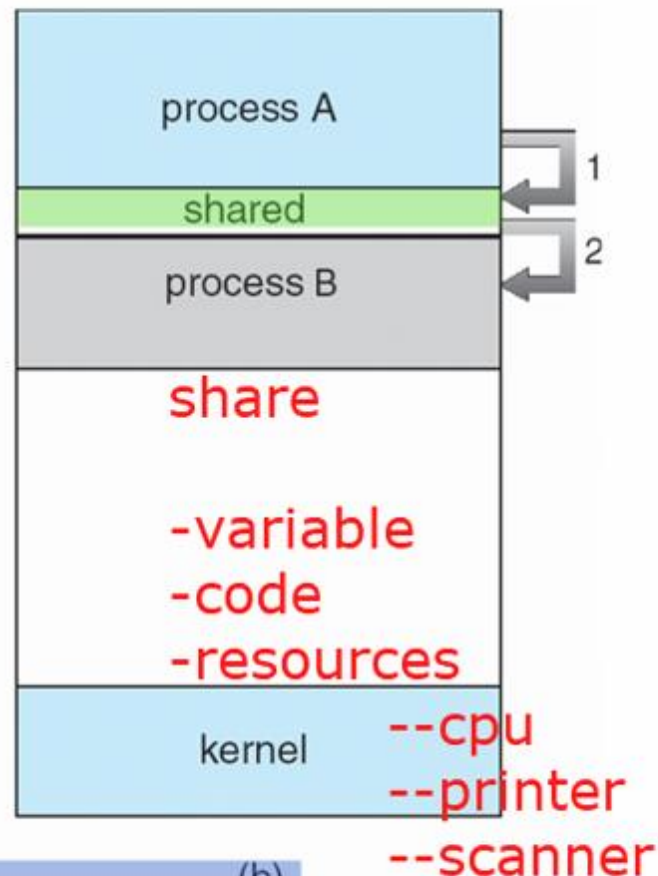 process A
1
shared
2
process B
share
-variable
-code
-resources
kernel
--cpu
--printer
--scanner
(b)